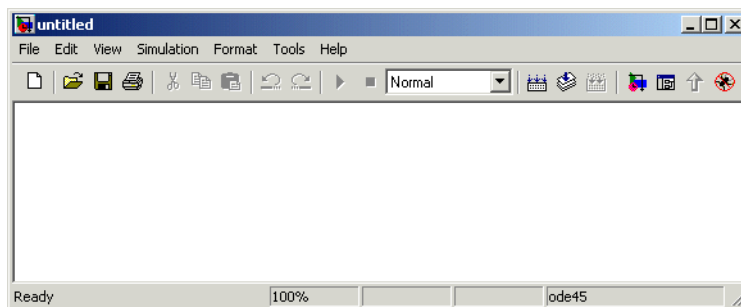 untitled
File Edit View Simulation Format Tools Help
Normal
Ready 100% ode45